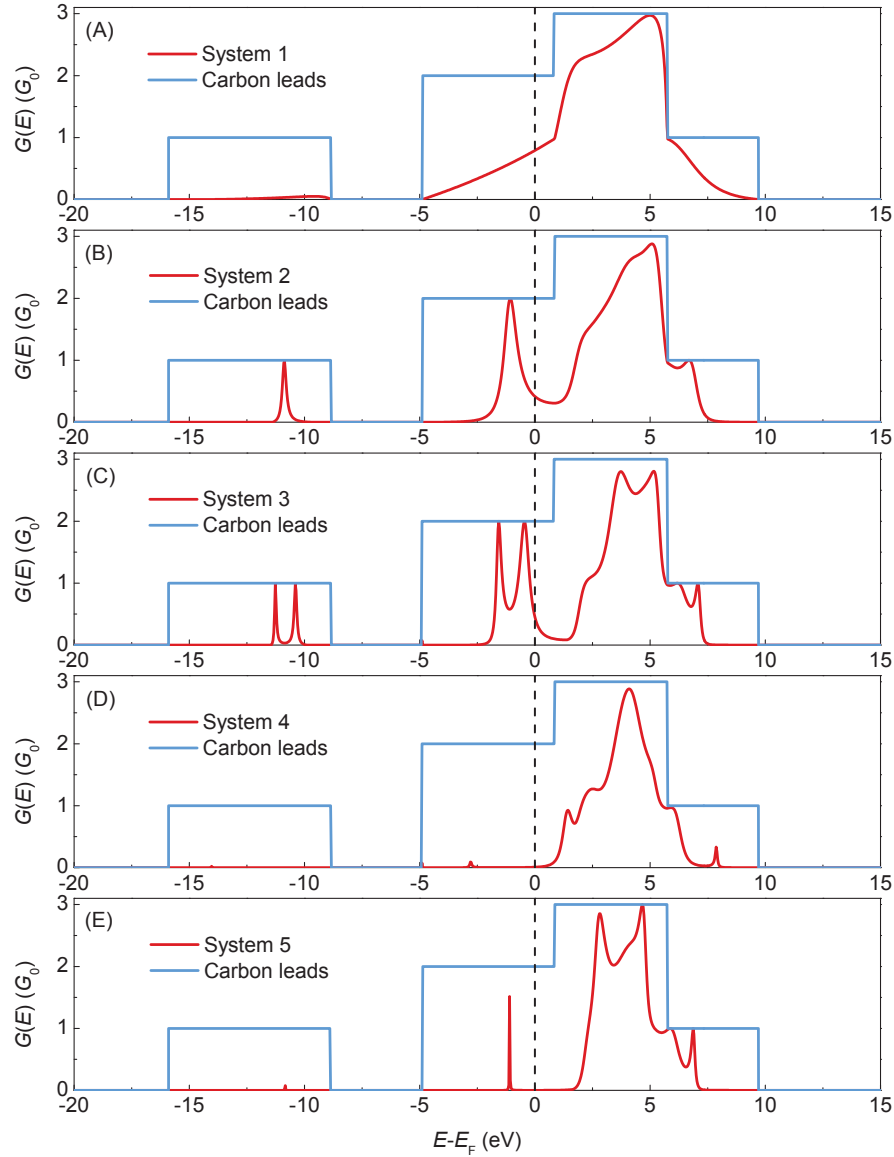 (A)
System 1
Carbon leads
G(E) (G₀)
3
2
1
0
-20 -15 -10 -5 0 5 10 15
(B)
System 2
Carbon leads
G(E) (G₀)
3
2
1
0
-20 -15 -10 -5 0 5 10 15
(C)
System 3
Carbon leads
G(E) (G₀)
3
2
1
0
-20 -15 -10 -5 0 5 10 15
(D)
System 4
Carbon leads
G(E) (G₀)
3
2
1
0
-20 -15 -10 -5 0 5 10 15
(E)
System 5
Carbon leads
G(E) (G₀)
3
2
1
0
-20 -15 -10 -5 0 5 10 15
E-E_F (eV)